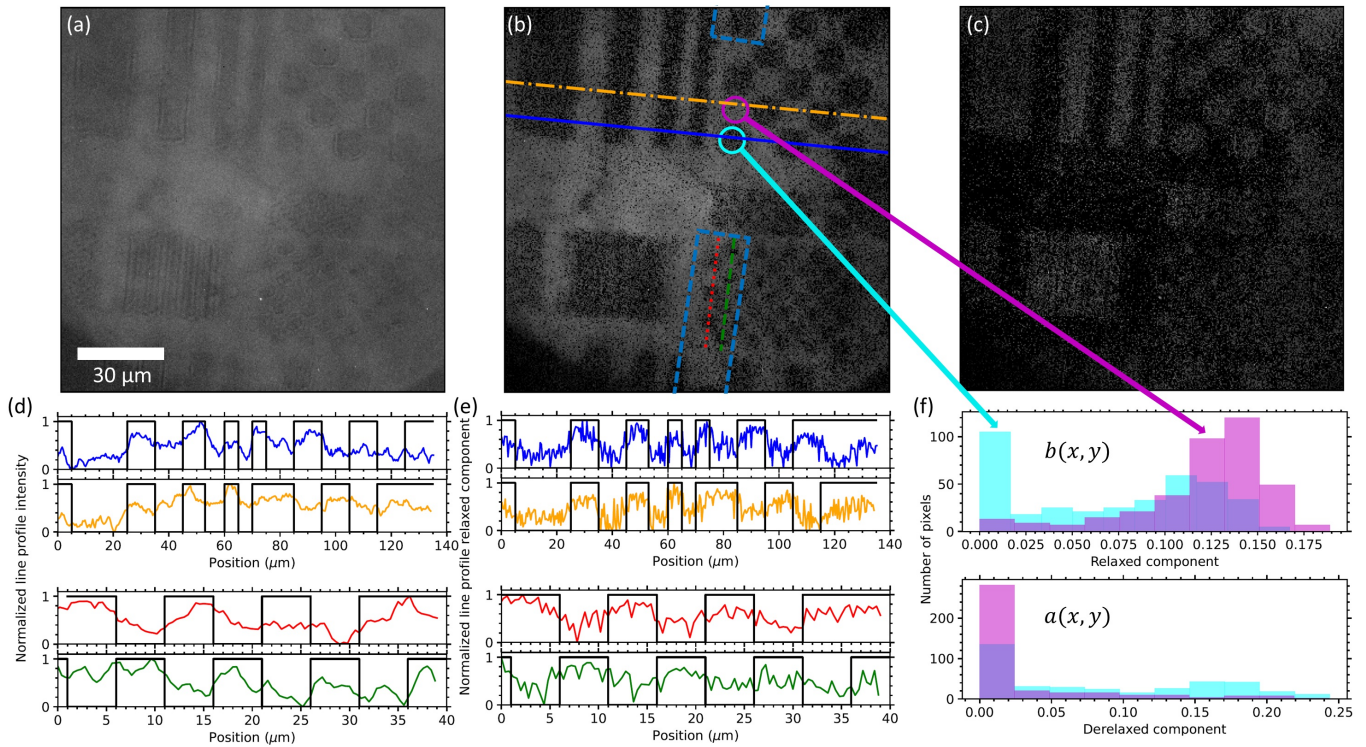 (a)
(b)
(c)
30 μm
(d)
(e)
(f)
Normalized line profile intensity
1
0
1
0
0 20 40 60 80 100 120 140
Position (μm)
1
0
1
0
0 5 10 15 20 25 30 35 40
Position (μm)
Normalized line profile relaxed component
1
0
1
0
0 20 40 60 80 100 120 140
Position (μm)
1
0
1
0
0 5 10 15 20 25 30 35 40
Position (μm)
Number of pixels
100
50
0
b(x, y)
0.000 0.025 0.050 0.075 0.100 0.125 0.150 0.175
Relaxed component
200
100
0
a(x, y)
0.00 0.05 0.10 0.15 0.20 0.25
Derelaxed component